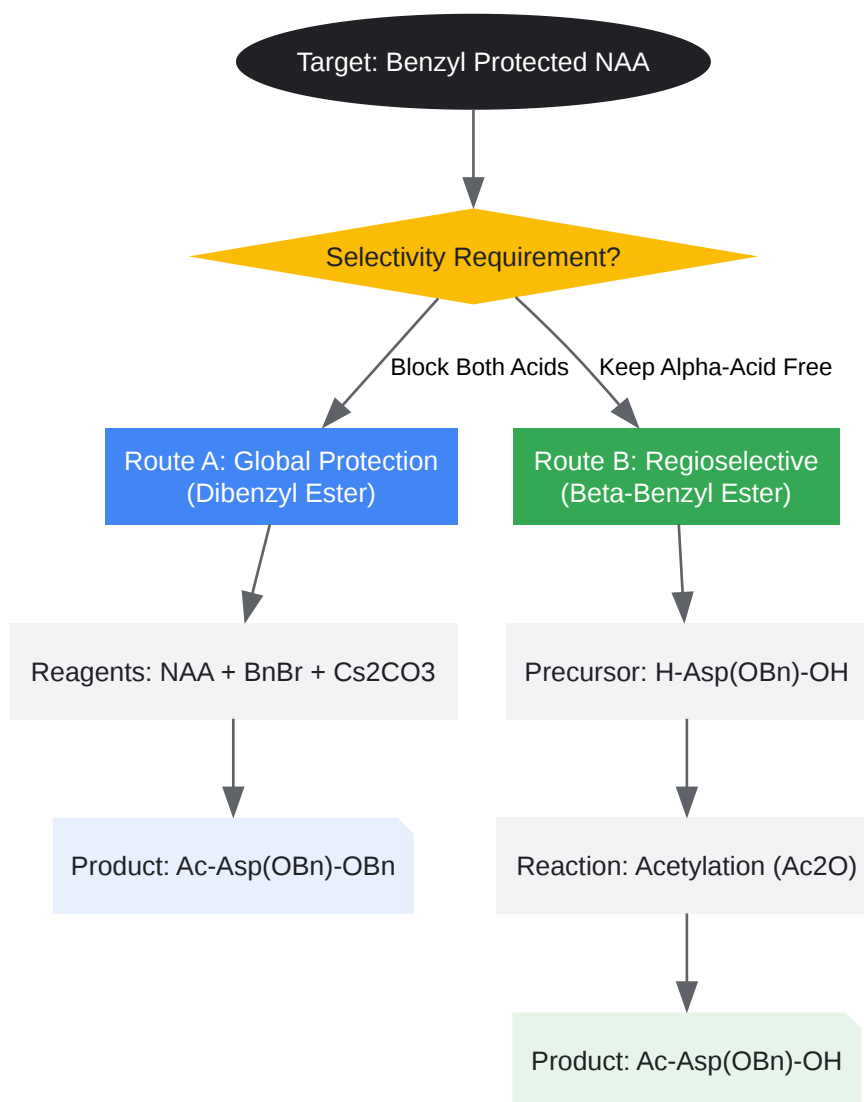 Target: Benzyl Protected NAA
Selectivity Requirement?
Block Both Acids
Keep Alpha-Acid Free
Route A: Global Protection
(Dibenzyl Ester)
Route B: Regioselective
(Beta-Benzyl Ester)
Reagents: NAA + BnBr + Cs2CO3
Precursor: H-Asp(OBn)-OH
Product: Ac-Asp(OBn)-OBn
Reaction: Acetylation (Ac2O)
Product: Ac-Asp(OBn)-OH